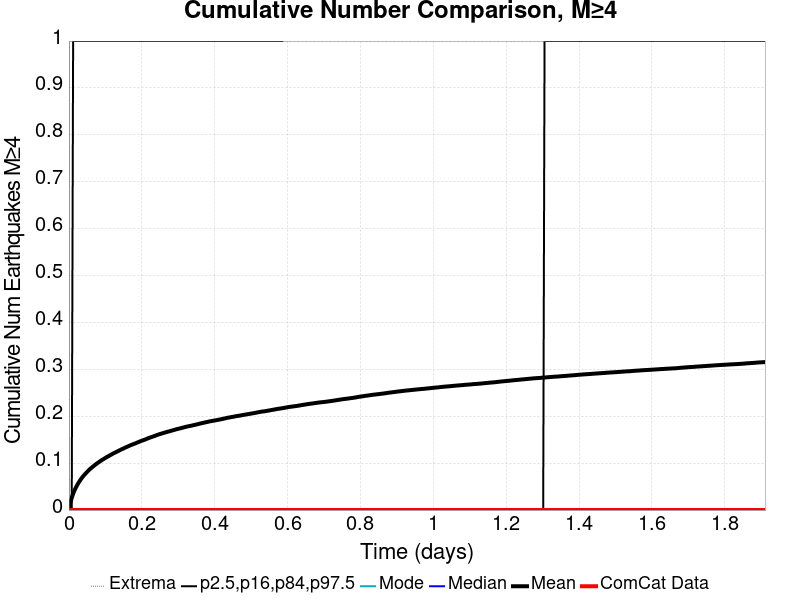 Cumulative Number Comparison, M≥4
Cumulative Num Earthquakes M≥4
1
0.9
0.8
0.7
0.6
0.5
0.4
0.3
0.2
0.1
0
0 0.2 0.4 0.6 0.8 1 1.2 1.4 1.6 1.8
Time (days)
Extrema p2.5,p16,p84,p97.5 Mode Median Mean ComCat Data